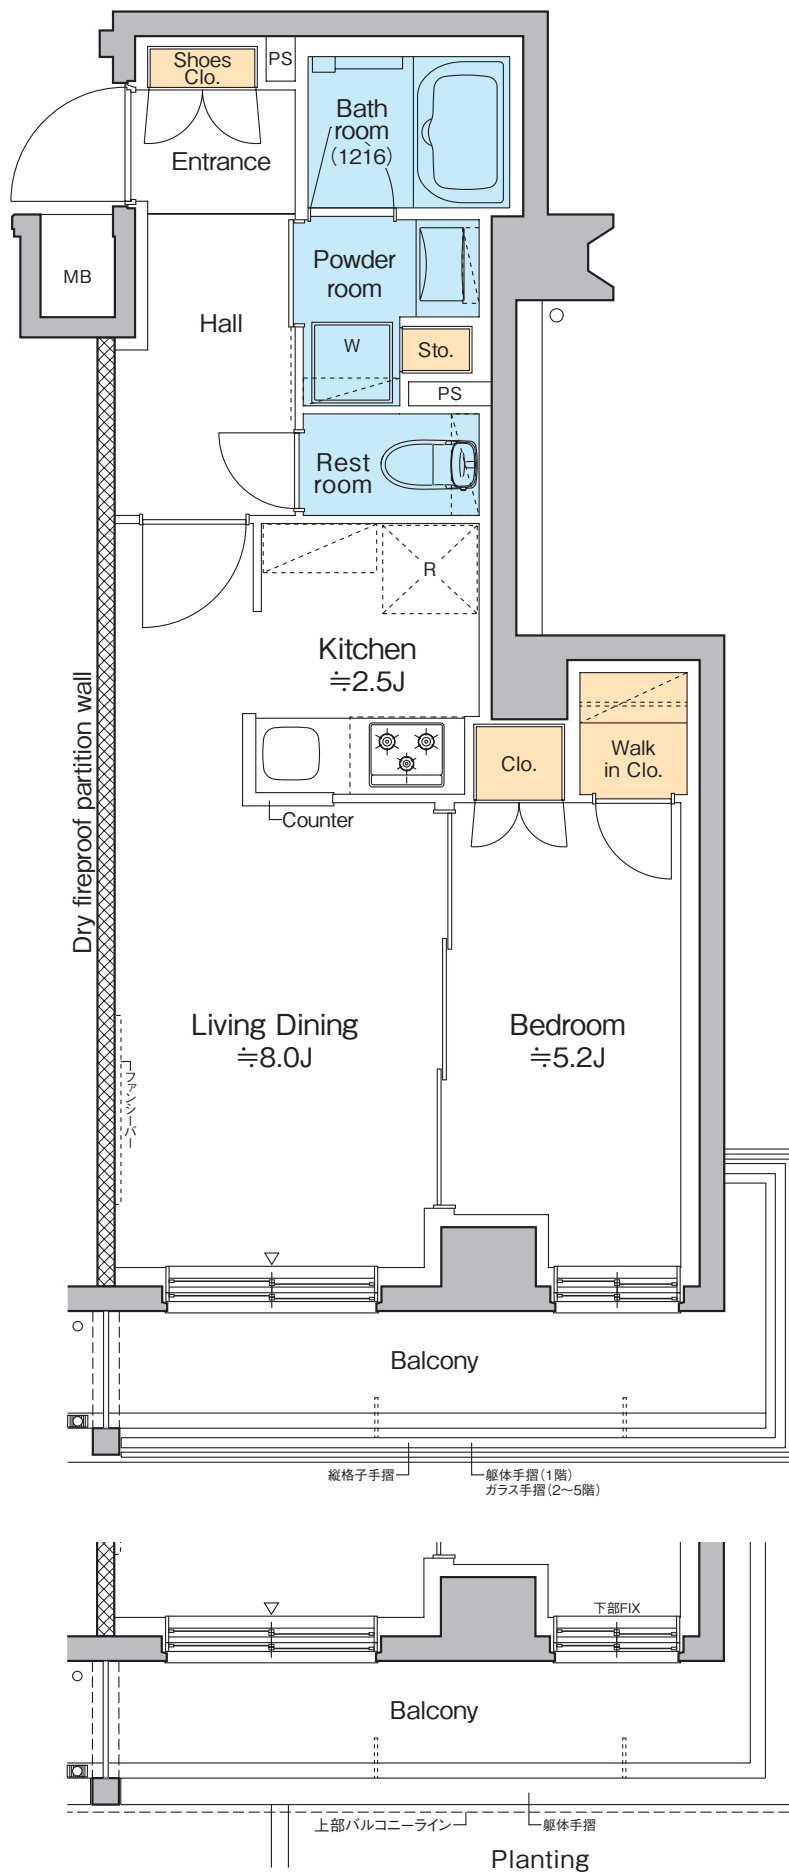 Shoes
Clo.
PS
Bath
room
(1216)
Entrance
MB
Powder
room
Hall
W
Sto.
PS
Rest
room
R
Kitchen
≒2.5J
Dry fireproof partition wall
Clo.
Walk
in Clo.
Counter
Living Dining
≒8.0J
Bedroom
≒5.2J
ファンシーバー
Balcony
縦格子手摺
躯体手摺(1階)
ガラス手摺(2〜5階)
下部FIX
Balcony
上部バルコニーライン
躯体手摺
Planting